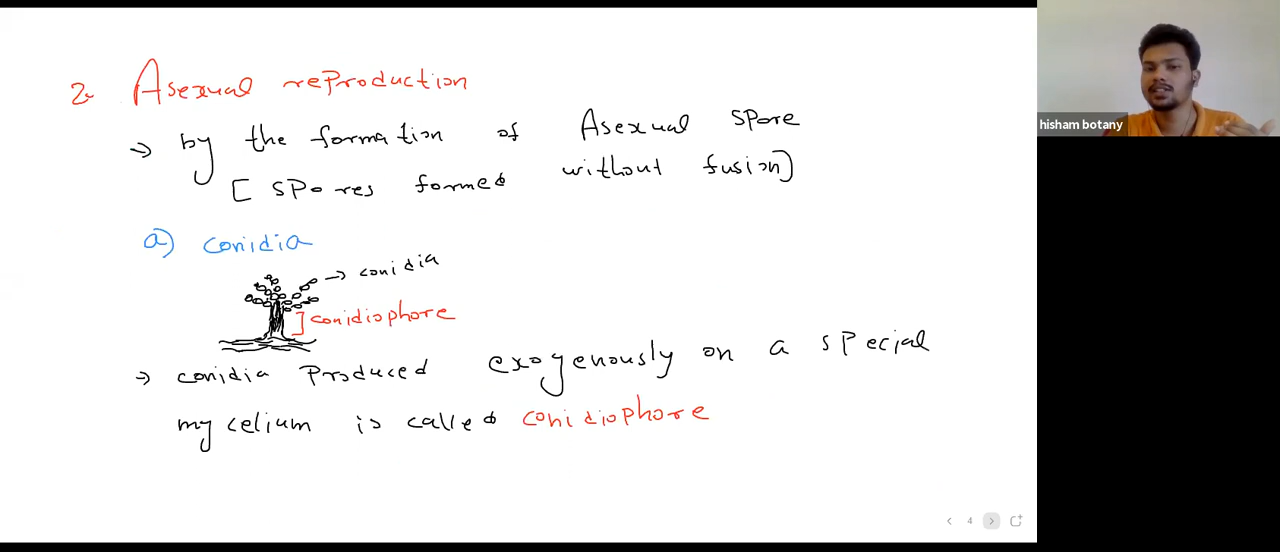 2. Asexual reproduction
→ by the formation of Asexual spore
[spores formed without fusion]
a) conidia
→ conidia
conidiophore
→ conidia produced exogenously on a special
mycelium is called conidiophore
hisham botany
4